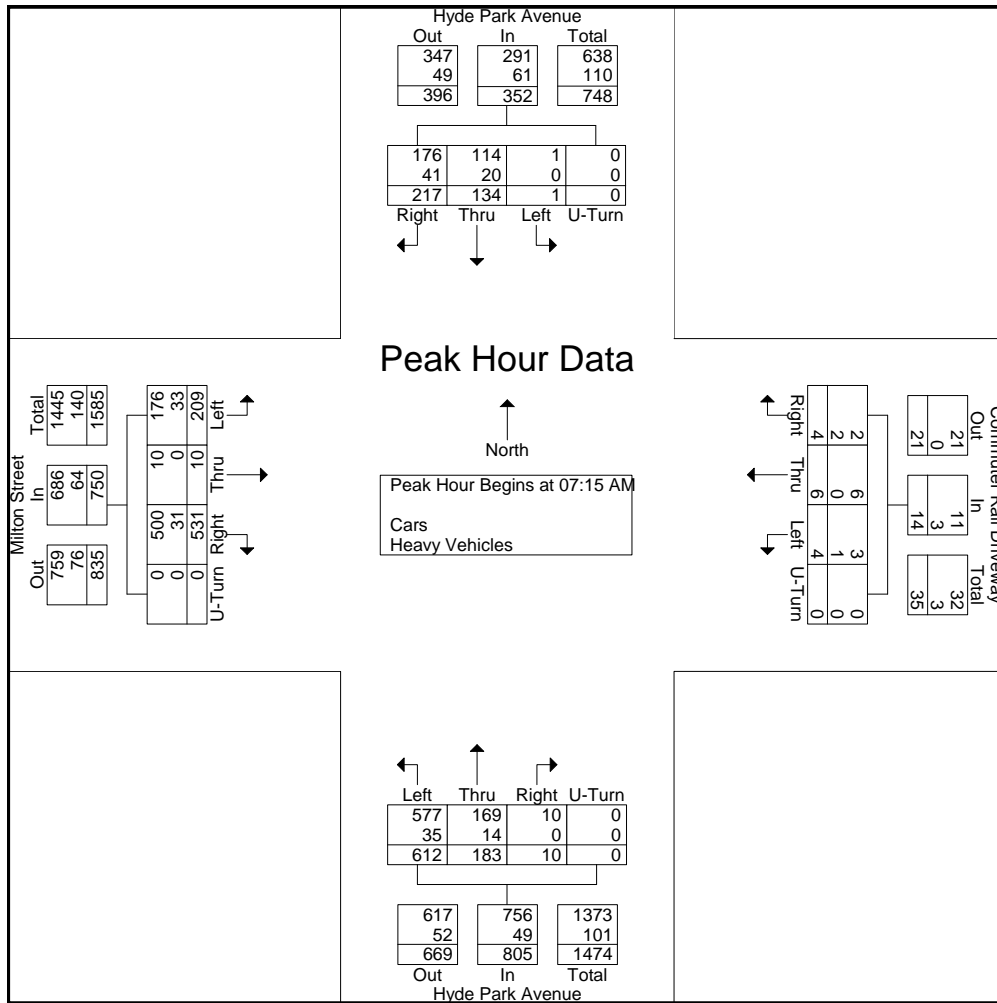 Hyde Park Avenue
Out In Total
347 291 638
49 61 110
396 352 748
176 114 1 0
41 20 0 0
217 134 1 0
Right Thru Left U-Turn
Peak Hour Data
North
Peak Hour Begins at 07:15 AM
Cars
Heavy Vehicles
Milton Street
Out In Total
759 686 1445
76 64 140
835 750 1585
0 500 10 176
0 31 0 33
0 531 10 209
U-Turn Right Thru Left
Commuter Rail Driveway
Out In Total
21 11 32
0 3 3
21 14 35
2 6 3 0
2 0 1 0
4 6 4 0
Right Thru Left U-Turn
Left Thru Right U-Turn
577 169 10 0
35 14 0 0
612 183 10 0
617 756 1373
52 49 101
669 805 1474
Out In Total
Hyde Park Avenue